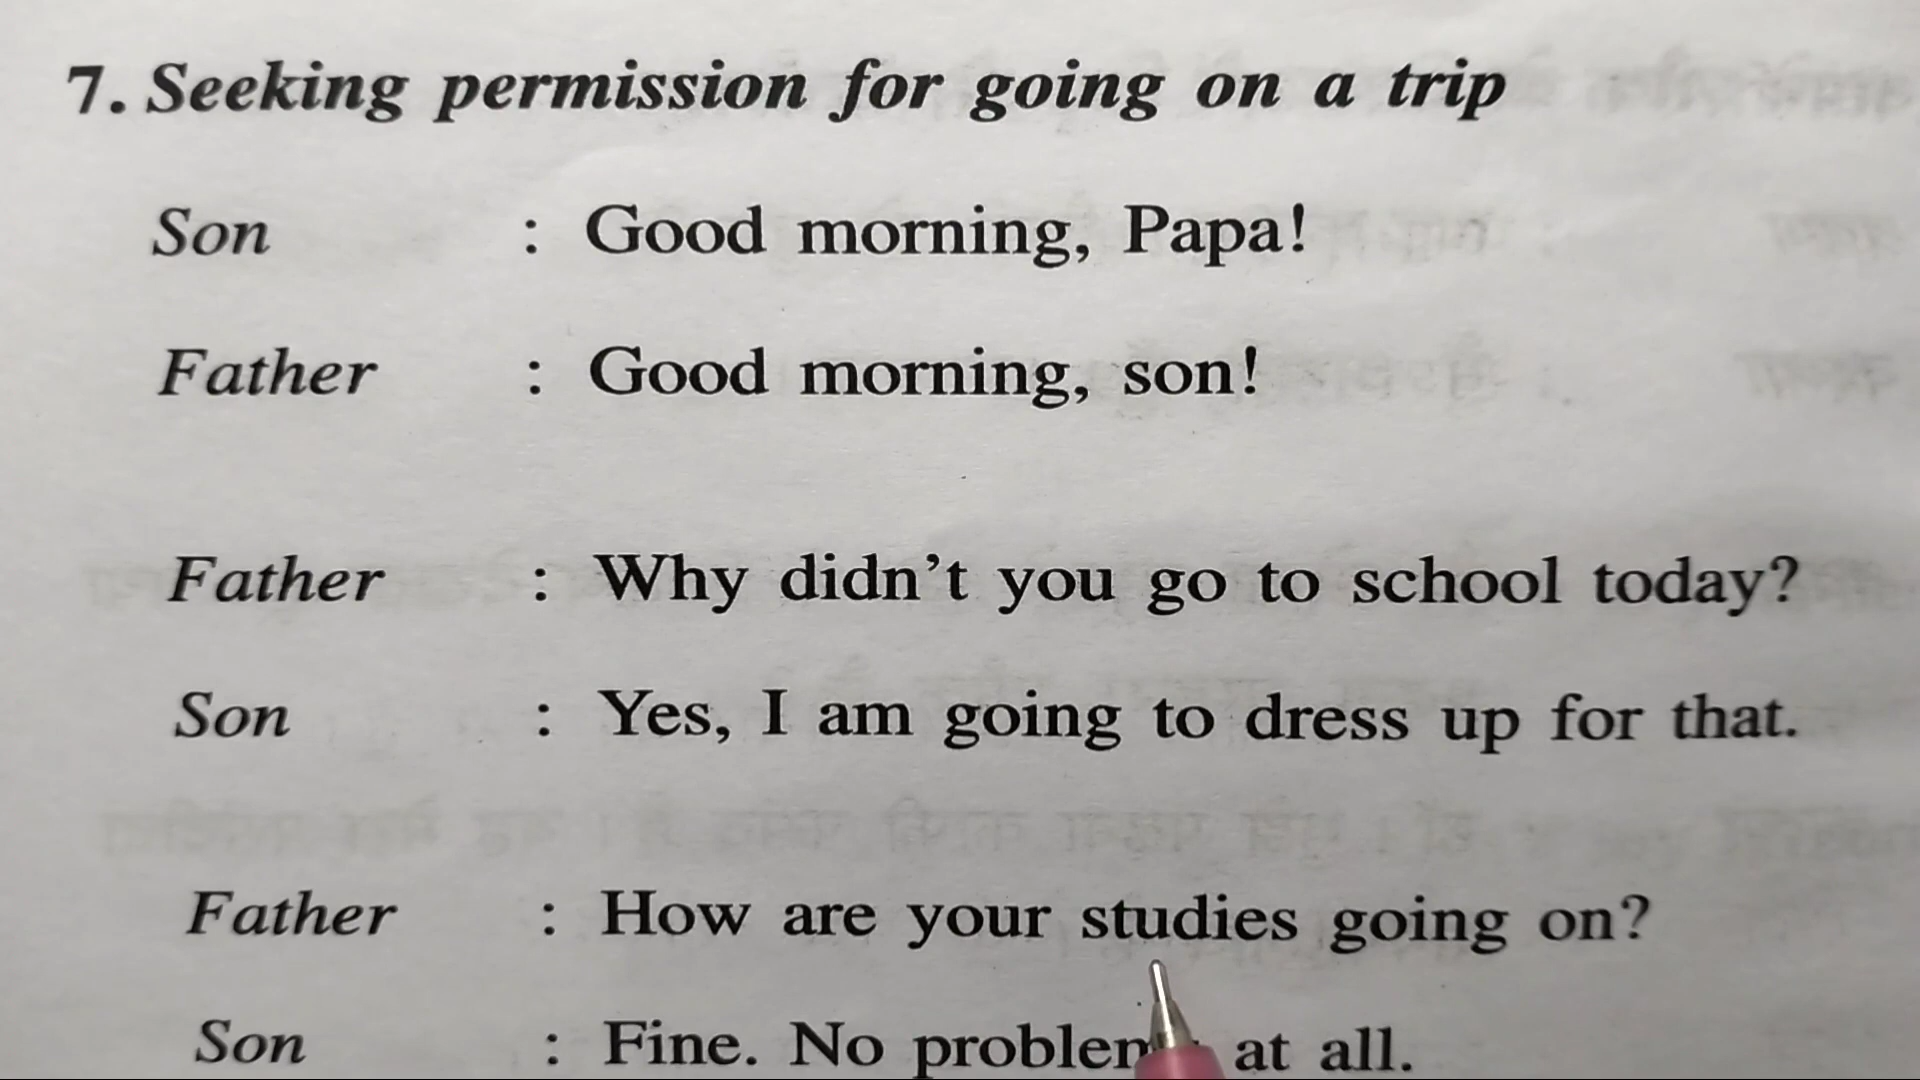 7. Seeking permission for going on a trip
Son : Good morning, Papa!
Father : Good morning, son!
Father : Why didn't you go to school today?
Son : Yes, I am going to dress up for that.
Father : How are your studies going on?
Son : Fine. No problem at all.